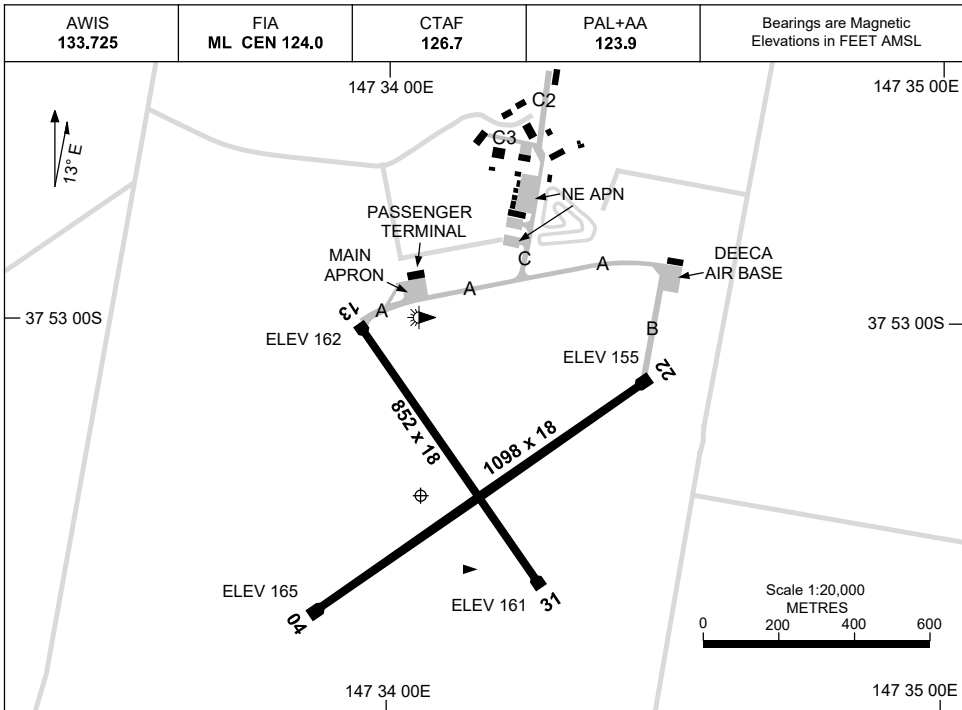 AWIS
133.725
FIA
ML CEN 124.0
CTAF
126.7
PAL+AA
123.9
Bearings are Magnetic
Elevations in FEET AMSL
147 34 00E
147 35 00E
13° E
C2
C3
NE APN
PASSENGER
TERMINAL
MAIN
APRON
C
A
A
A
DEECA
AIR BASE
37 53 00S
37 53 00S
13
ELEV 162
B
ELEV 155
22
852 x 18
1098 x 18
ELEV 165
04
ELEV 161
31
Scale 1:20,000
METRES
0 200 400 600
147 34 00E
147 35 00E